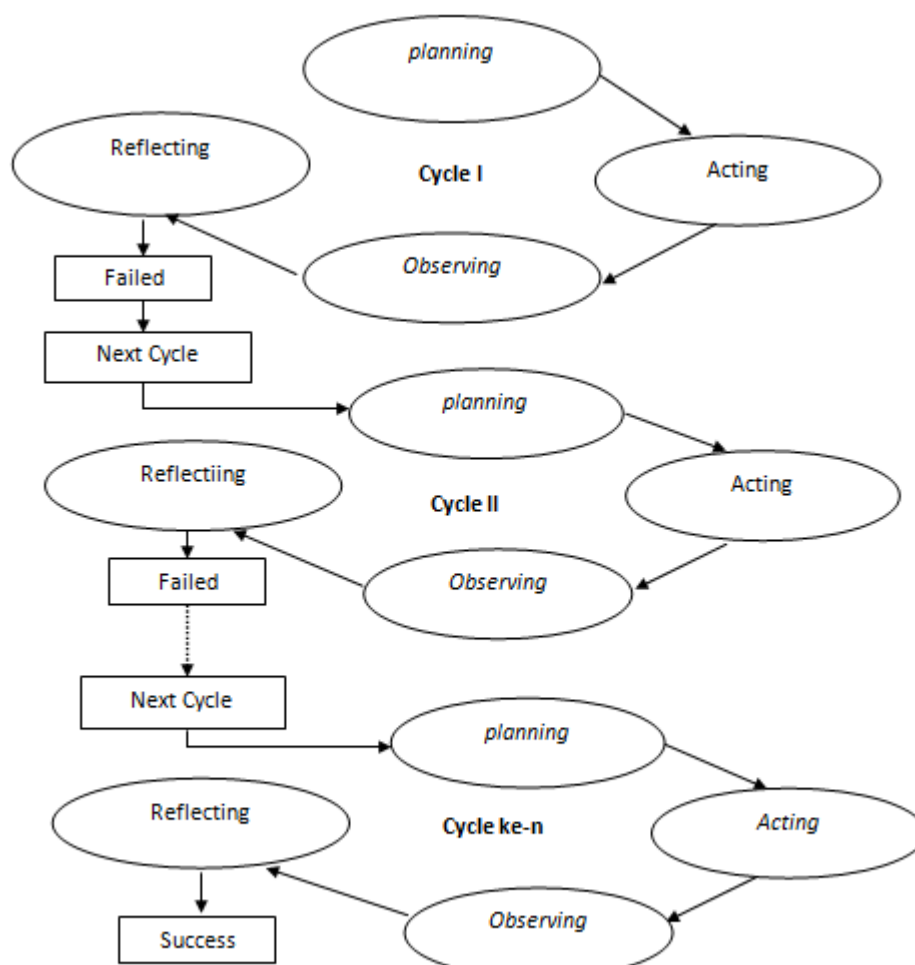 planning
Reflecting
Cycle I
Acting
Observing
Failed
Next Cycle
planning
Reflectiing
Cycle II
Acting
Observing
Failed
Next Cycle
planning
Reflecting
Cycle ke-n
Acting
Observing
Success